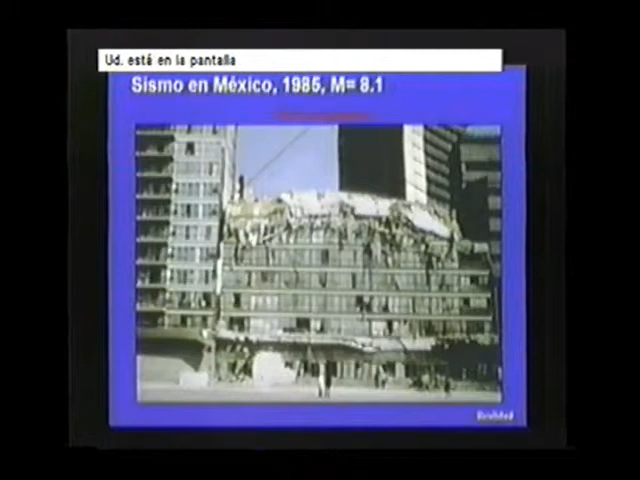 Ud. está en la pantalla
Sismo en México, 1985, M= 8.1